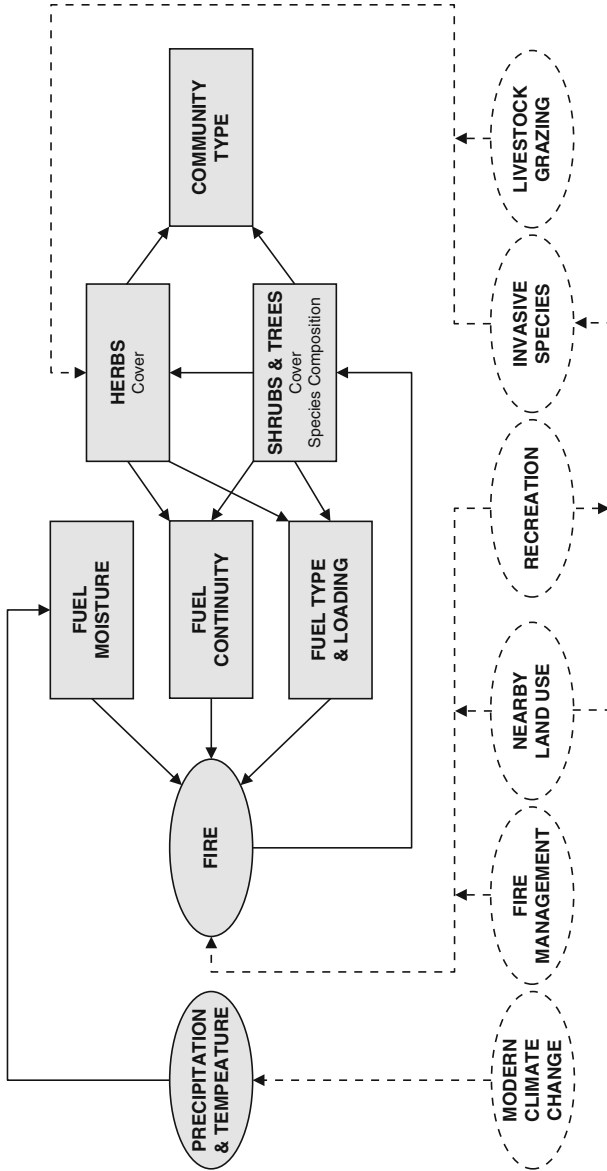 PRECIPITATION
& TEMPEATURE
FIRE
FUEL
MOISTURE
FUEL
CONTINUITY
FUEL TYPE
& LOADING
HERBS
Cover
SHRUBS & TREES
Cover
Species Composition
COMMUNITY
TYPE
MODERN
CLIMATE
CHANGE
FIRE
MANAGEMENT
NEARBY
LAND USE
RECREATION
INVASIVE
SPECIES
LIVESTOCK
GRAZING